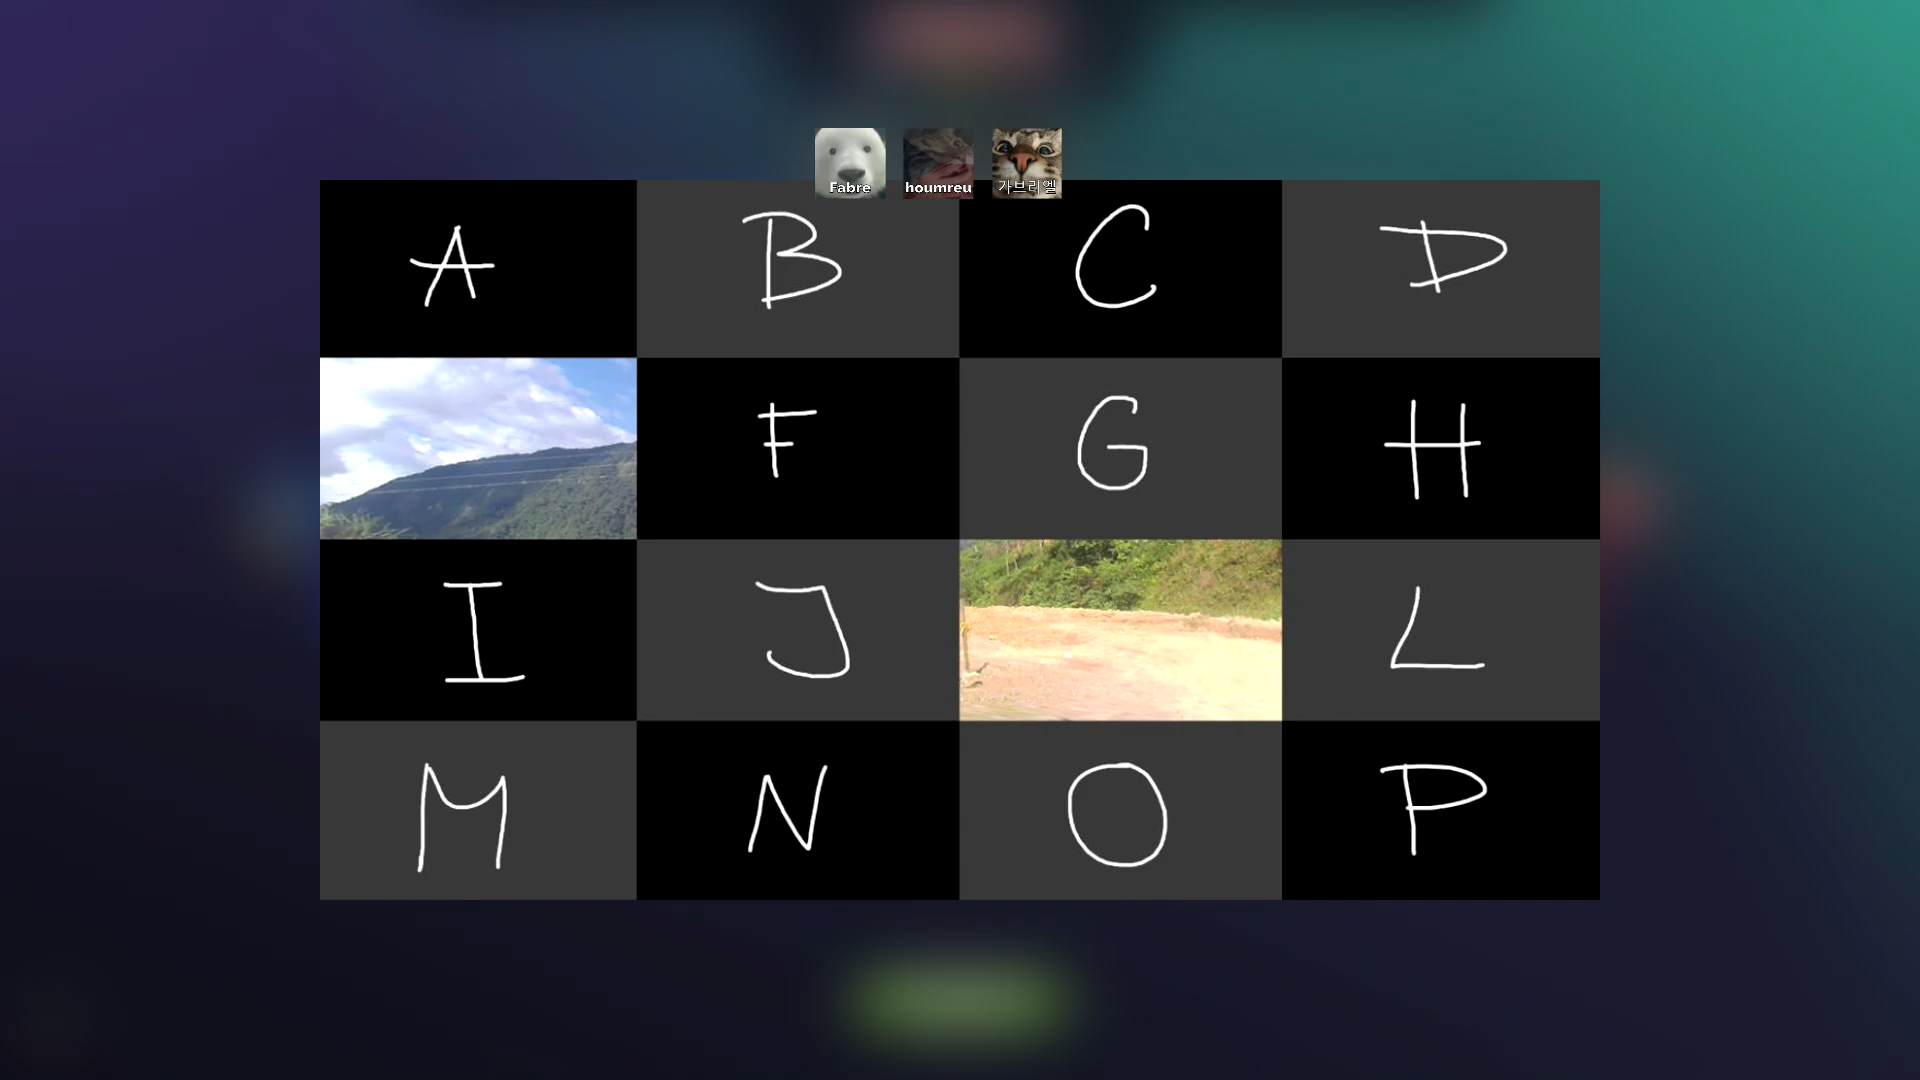 Fabre houmreu 가브리엘
A B C D
F G H
I J L
M N O P